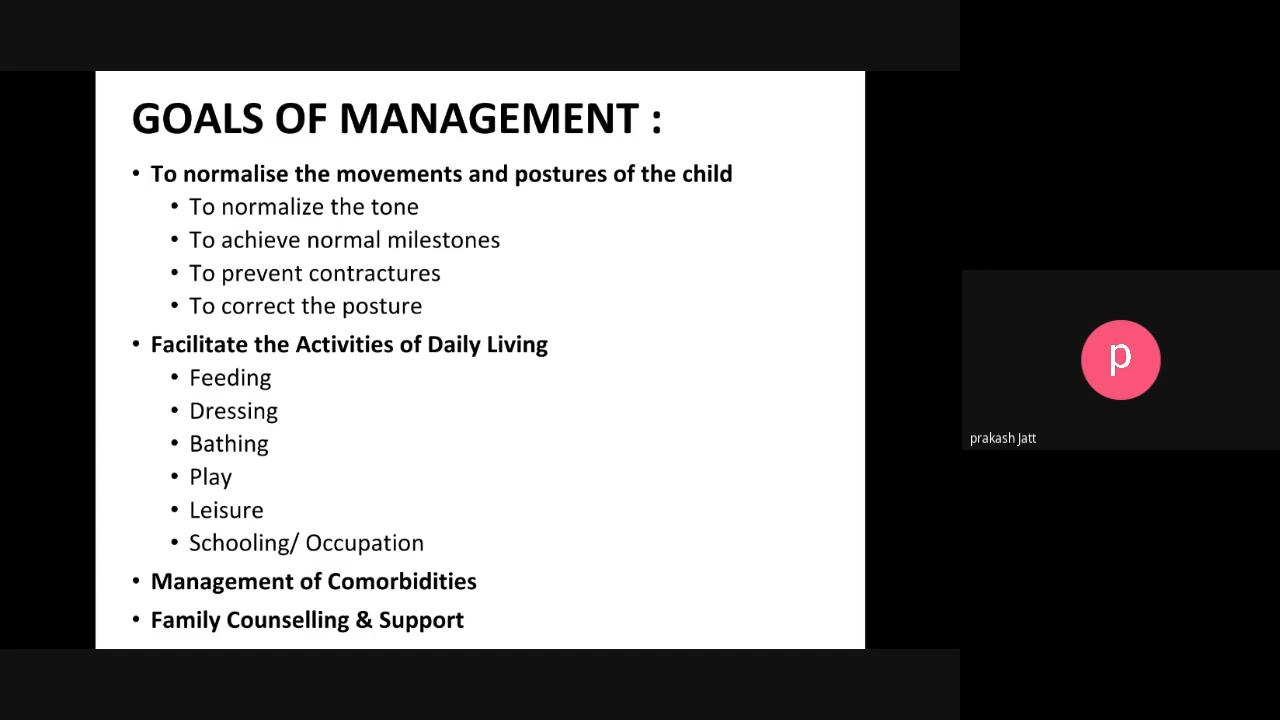 GOALS OF MANAGEMENT :
• To normalise the movements and postures of the child
• To normalize the tone
• To achieve normal milestones
• To prevent contractures
• To correct the posture
• Facilitate the Activities of Daily Living
• Feeding
• Dressing
• Bathing
• Play
• Leisure
• Schooling/ Occupation
• Management of Comorbidities
• Family Counselling & Support
p
prakash Jatt